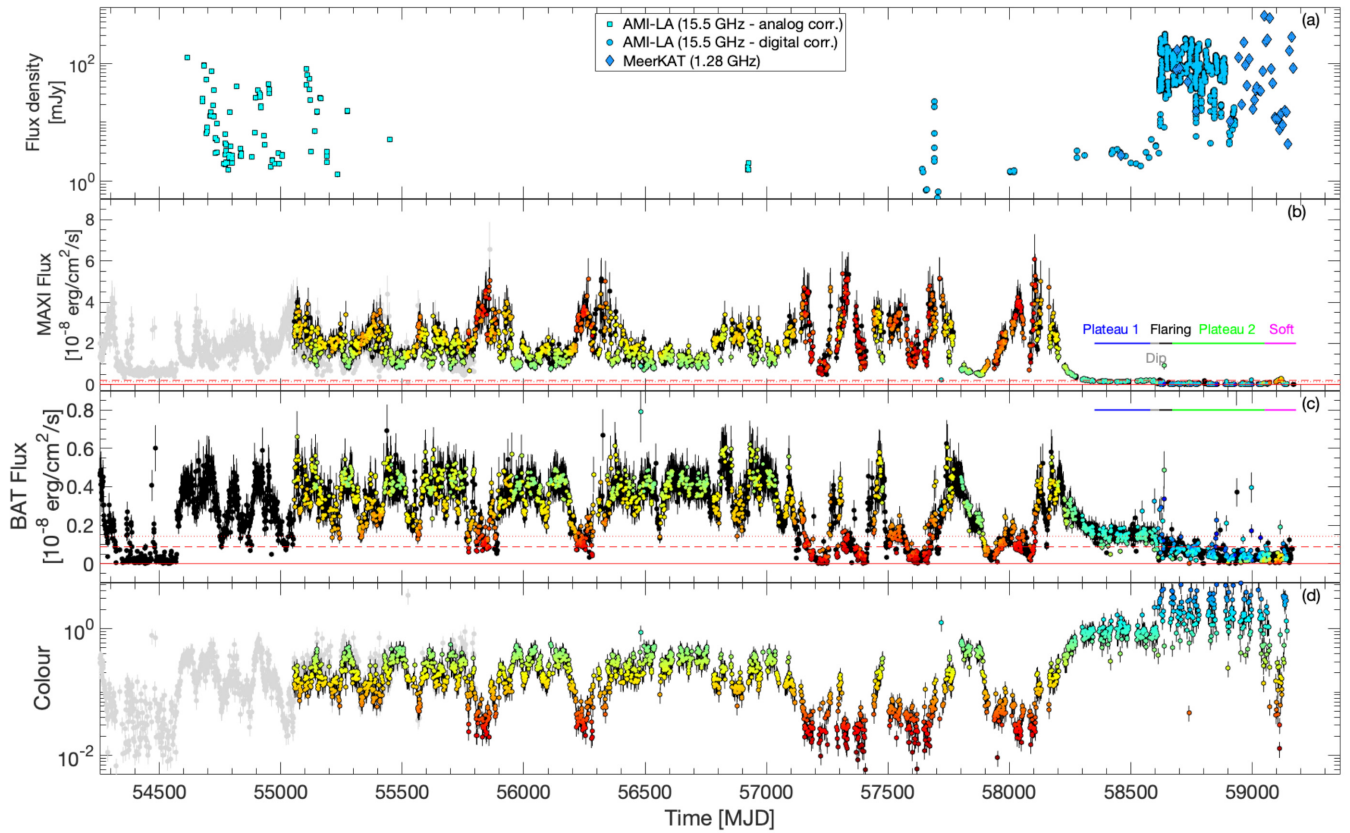 AMI-LA (15.5 GHz - analog corr.)
AMI-LA (15.5 GHz - digital corr.)
MeerKAT (1.28 GHz)
(a)
Flux density
[mJy]
10^2
10^0
(b)
MAXI Flux
[10^-8 erg/cm^2/s]
8
6
4
2
0
Plateau 1 Flaring Plateau 2 Soft
Dip
(c)
BAT Flux
[10^-8 erg/cm^2/s]
0.8
0.6
0.4
0.2
0
(d)
Colour
10^0
10^-2
54500 55000 55500 56000 56500 57000 57500 58000 58500 59000
Time [MJD]